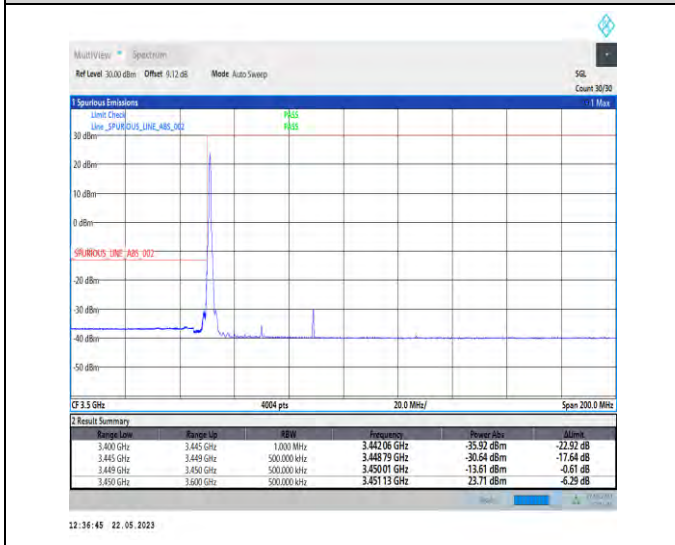 MultiView Spectrum
Ref Level 30.00 dBm Offset 9.12 dB Mode Auto Sweep SGL
Count 30/30
1 Spurious Emissions 1 Max
Limit Check PASS
Line _SPURIOUS_LINE_ABS_002 PASS
30 dBm
20 dBm
10 dBm
0 dBm
_SPURIOUS_LINE_ABS_002
-20 dBm
-30 dBm
-40 dBm
-50 dBm
CF 3.5 GHz 4004 pts 20.0 MHz/ Span 200.0 MHz
2 Result Summary
Range Low Range Up RBW Frequency Power Abs ΔLimit
3.400 GHz 3.445 GHz 1.000 MHz 3.442 06 GHz -35.92 dBm -22.92 dB
3.445 GHz 3.449 GHz 500.000 kHz 3.448 79 GHz -30.64 dBm -17.64 dB
3.449 GHz 3.450 GHz 500.000 kHz 3.450 01 GHz -13.61 dBm -0.61 dB
3.450 GHz 3.600 GHz 500.000 kHz 3.451 13 GHz 23.71 dBm -6.29 dB
12:36:45 22.05.2023